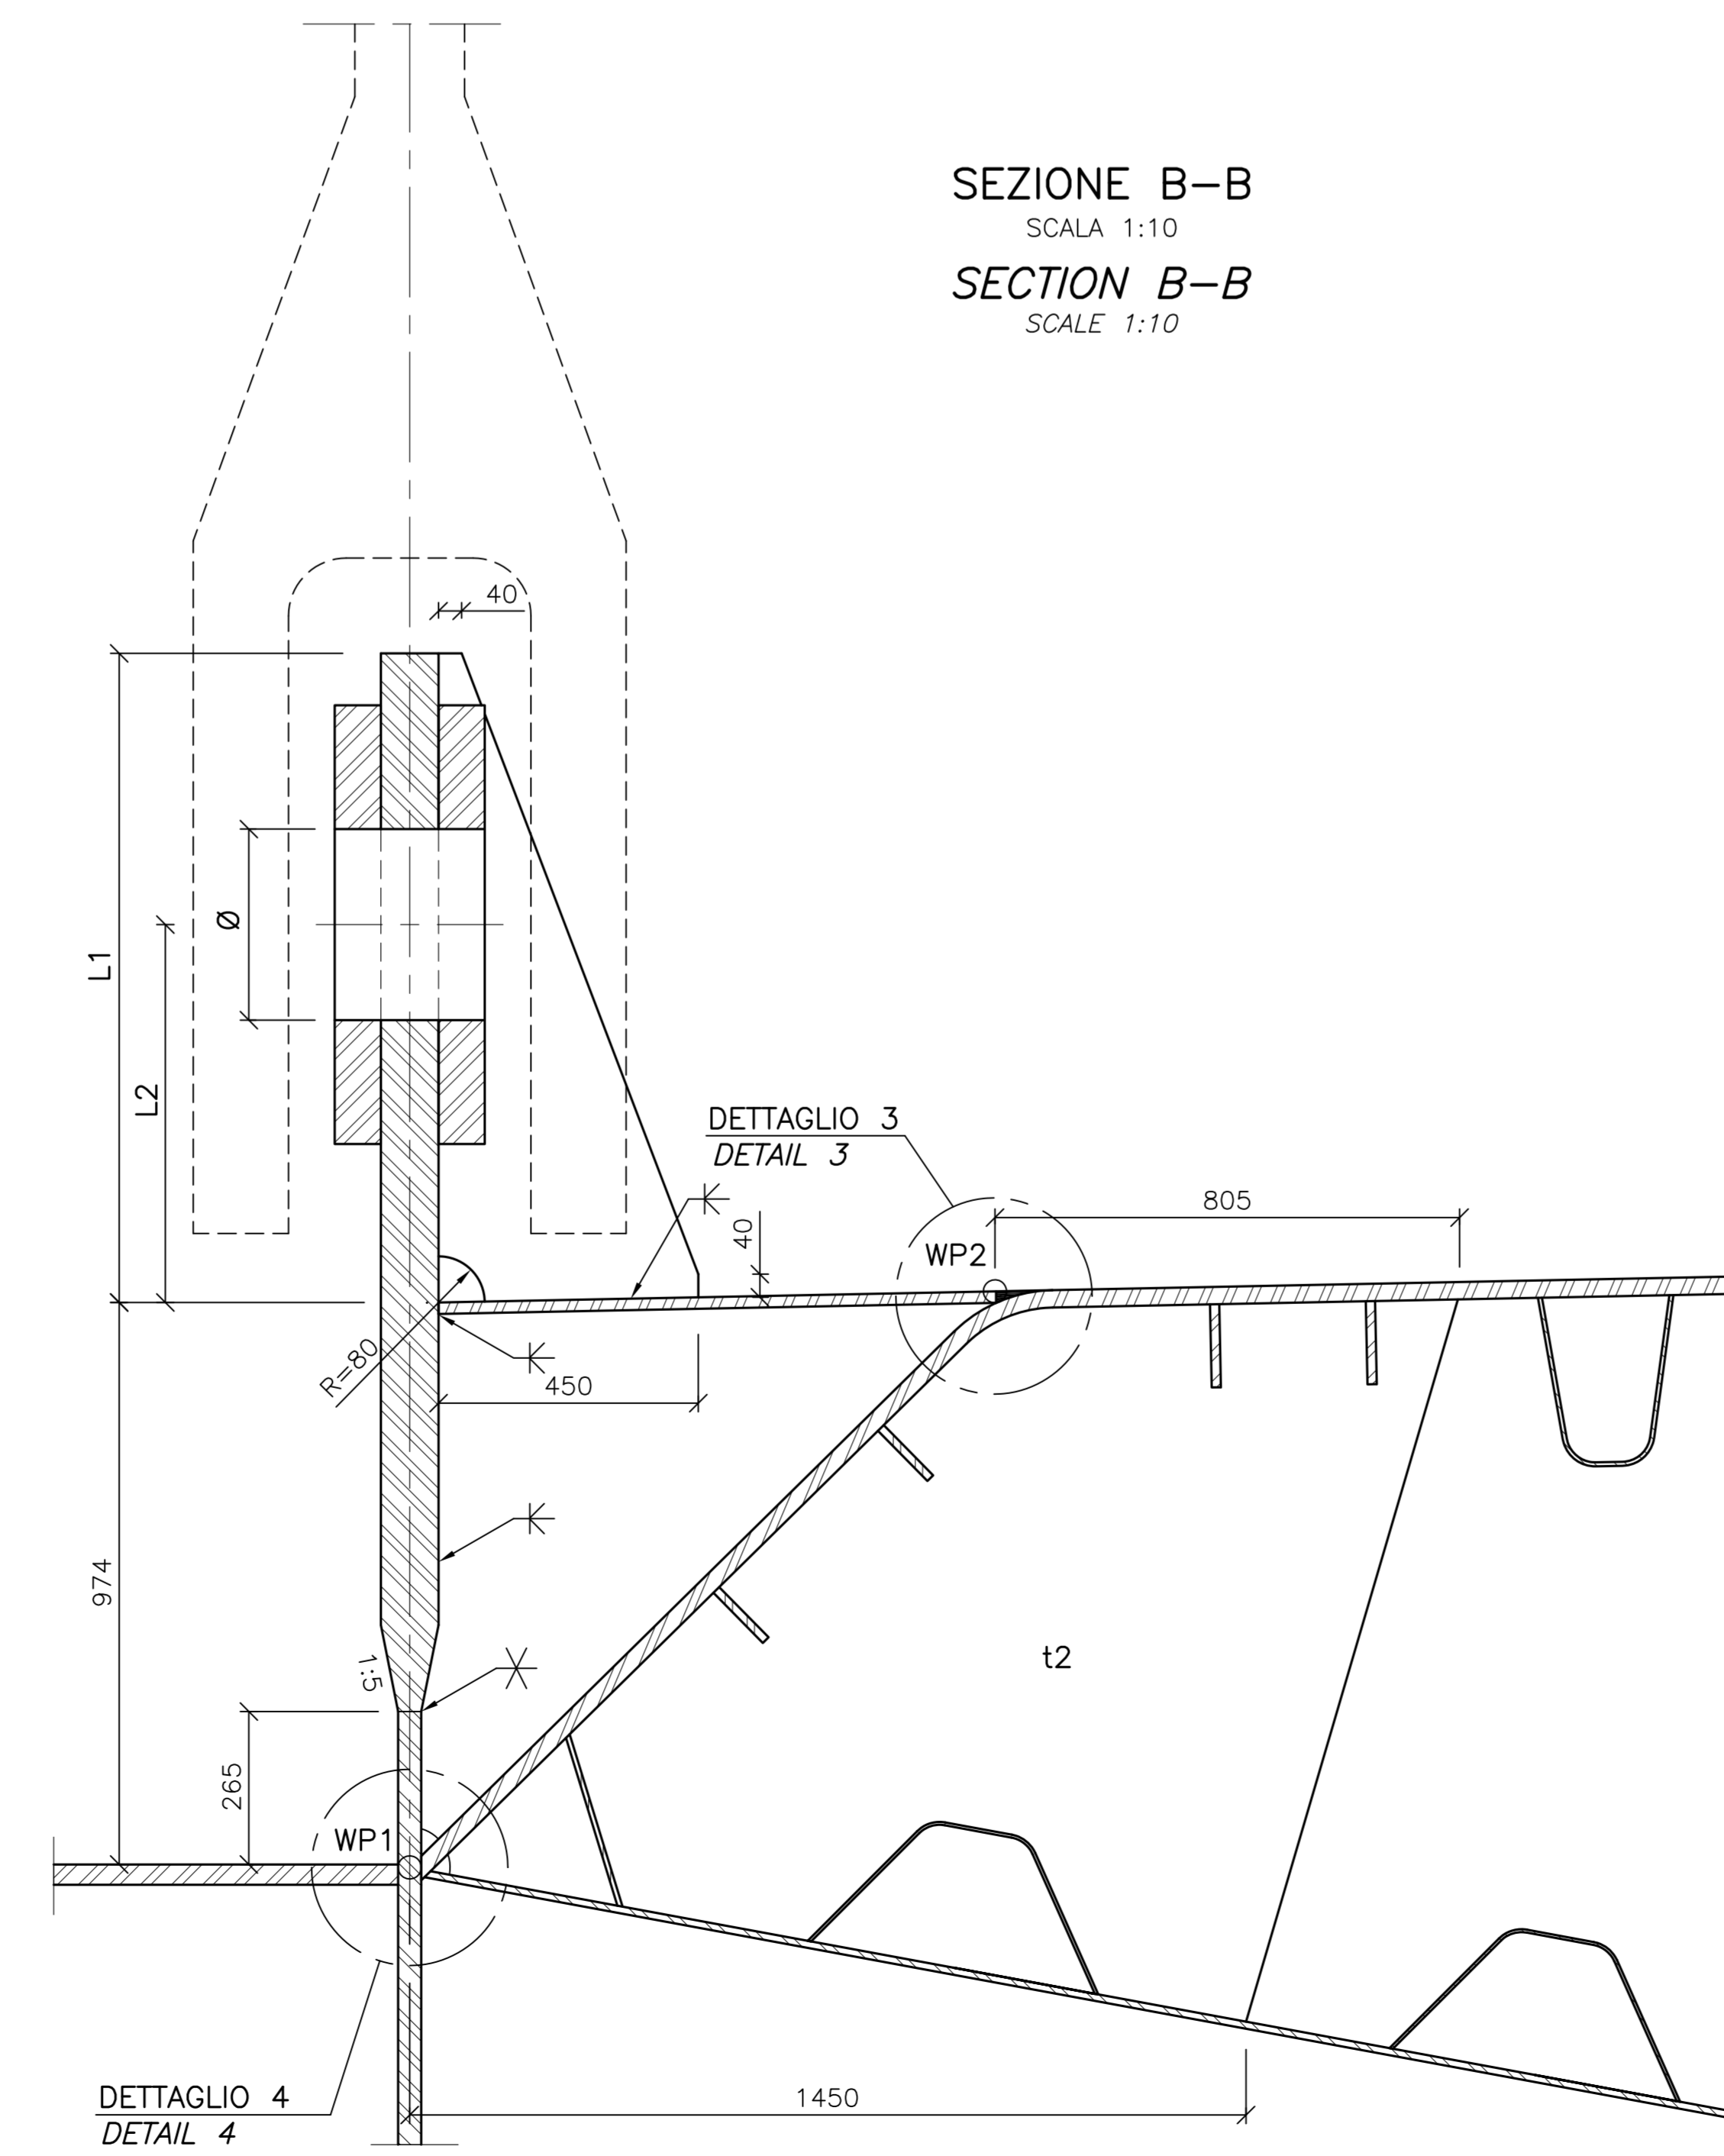 SEZIONE B-B
SCALA 1:10
SECTION B-B
SCALE 1:10
40
Ø
L1
L2
DETTAGLIO 3
DETAIL 3
40
805
WP2
R=80
450
974
1:5
t2
265
WP1
1450
DETTAGLIO 4
DETAIL 4